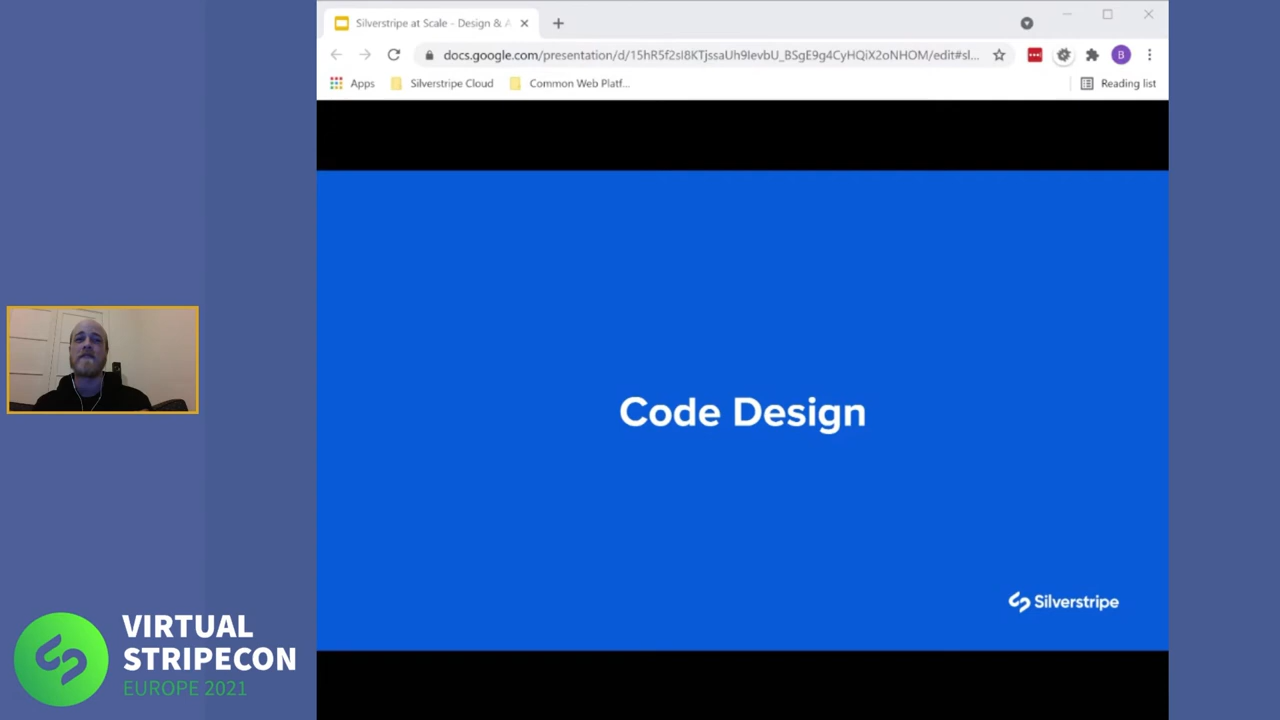 Silverstripe at Scale - Design & A
docs.google.com/presentation/d/15hR5f2sI8KTjssaUh9levbU_BSgE9g4CyHQiX2oNHOM/edit#sl...
Apps
Silverstripe Cloud
Common Web Platf...
Reading list
B
Code Design
Silverstripe
VIRTUAL
STRIPECON
EUROPE 2021